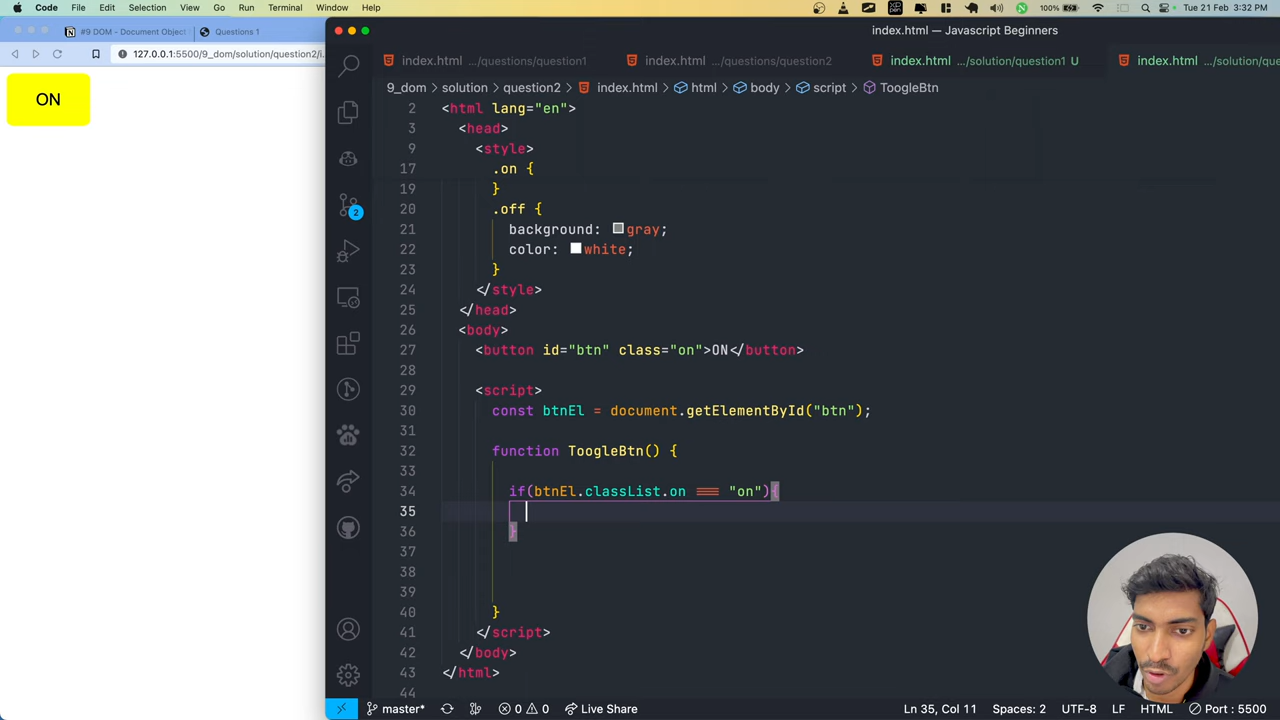 Code File Edit Selection View Go Run Terminal Window Help
100% Tue 21 Feb 3:32 PM
#9 DOM - Document Objec Questions 1
127.0.0.1:5500/9_dom/solution/question2/i...
ON
index.html — Javascript Beginners
index.html .../questions/question1 index.html .../questions/question2 index.html .../solution/question1 U index.html .../solution/que
9_dom > solution > question2 > index.html > html > body > script > ToogleBtn
2 <html lang="en">
3 <head>
9 <style>
17 .on {
19 }
20 .off {
21 background: gray;
22 color: white;
23 }
24 </style>
25 </head>
26 <body>
27 <button id="btn" class="on">ON</button>
28
29 <script>
30 const btnEl = document.getElementById("btn");
31
32 function ToogleBtn() {
33
34 if(btnEl.classList.on === "on"){
35
36 }
37
38
39
40 }
41 </script>
42 </body>
43 </html>
44
2
master* 0 0 Live Share Ln 35, Col 11 Spaces: 2 UTF-8 LF HTML Port : 5500